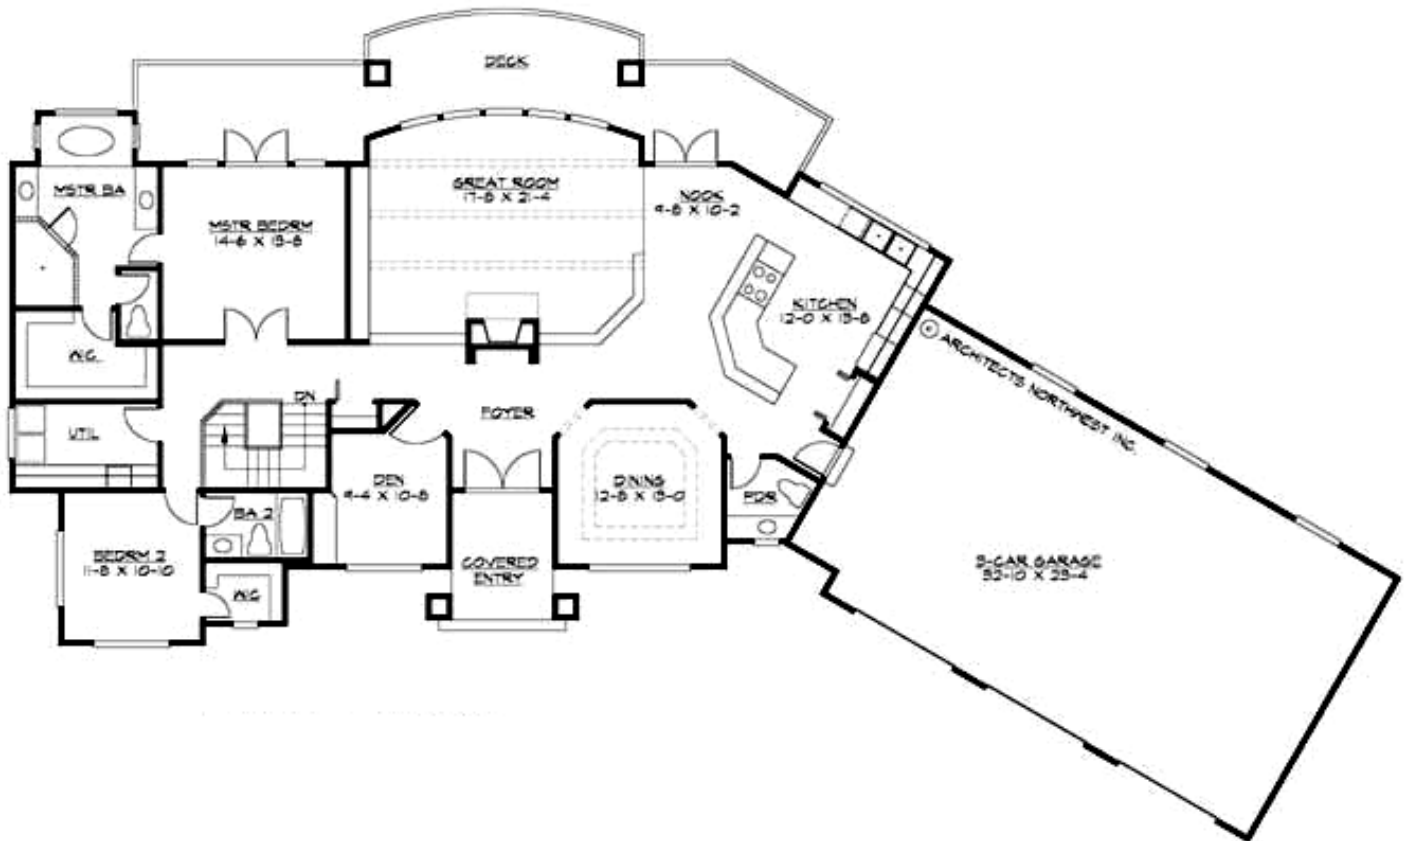 DECK
MSTR BA
GREAT ROOM
17-8 X 21-4
NOOK
9-8 X 10-2
MSTR BEDRM
14-6 X 13-8
KITCHEN
12-0 X 13-8
W.C.
DN
FOYER
UTIL
DEN
9-4 X 10-8
DINING
12-8 X 13-0
PDR
BA 2
BEDRM 2
11-8 X 10-10
WC
COVERED
ENTRY
3-CAR GARAGE
32-10 X 23-4
© ARCHITECTS NORTHWEST INC.